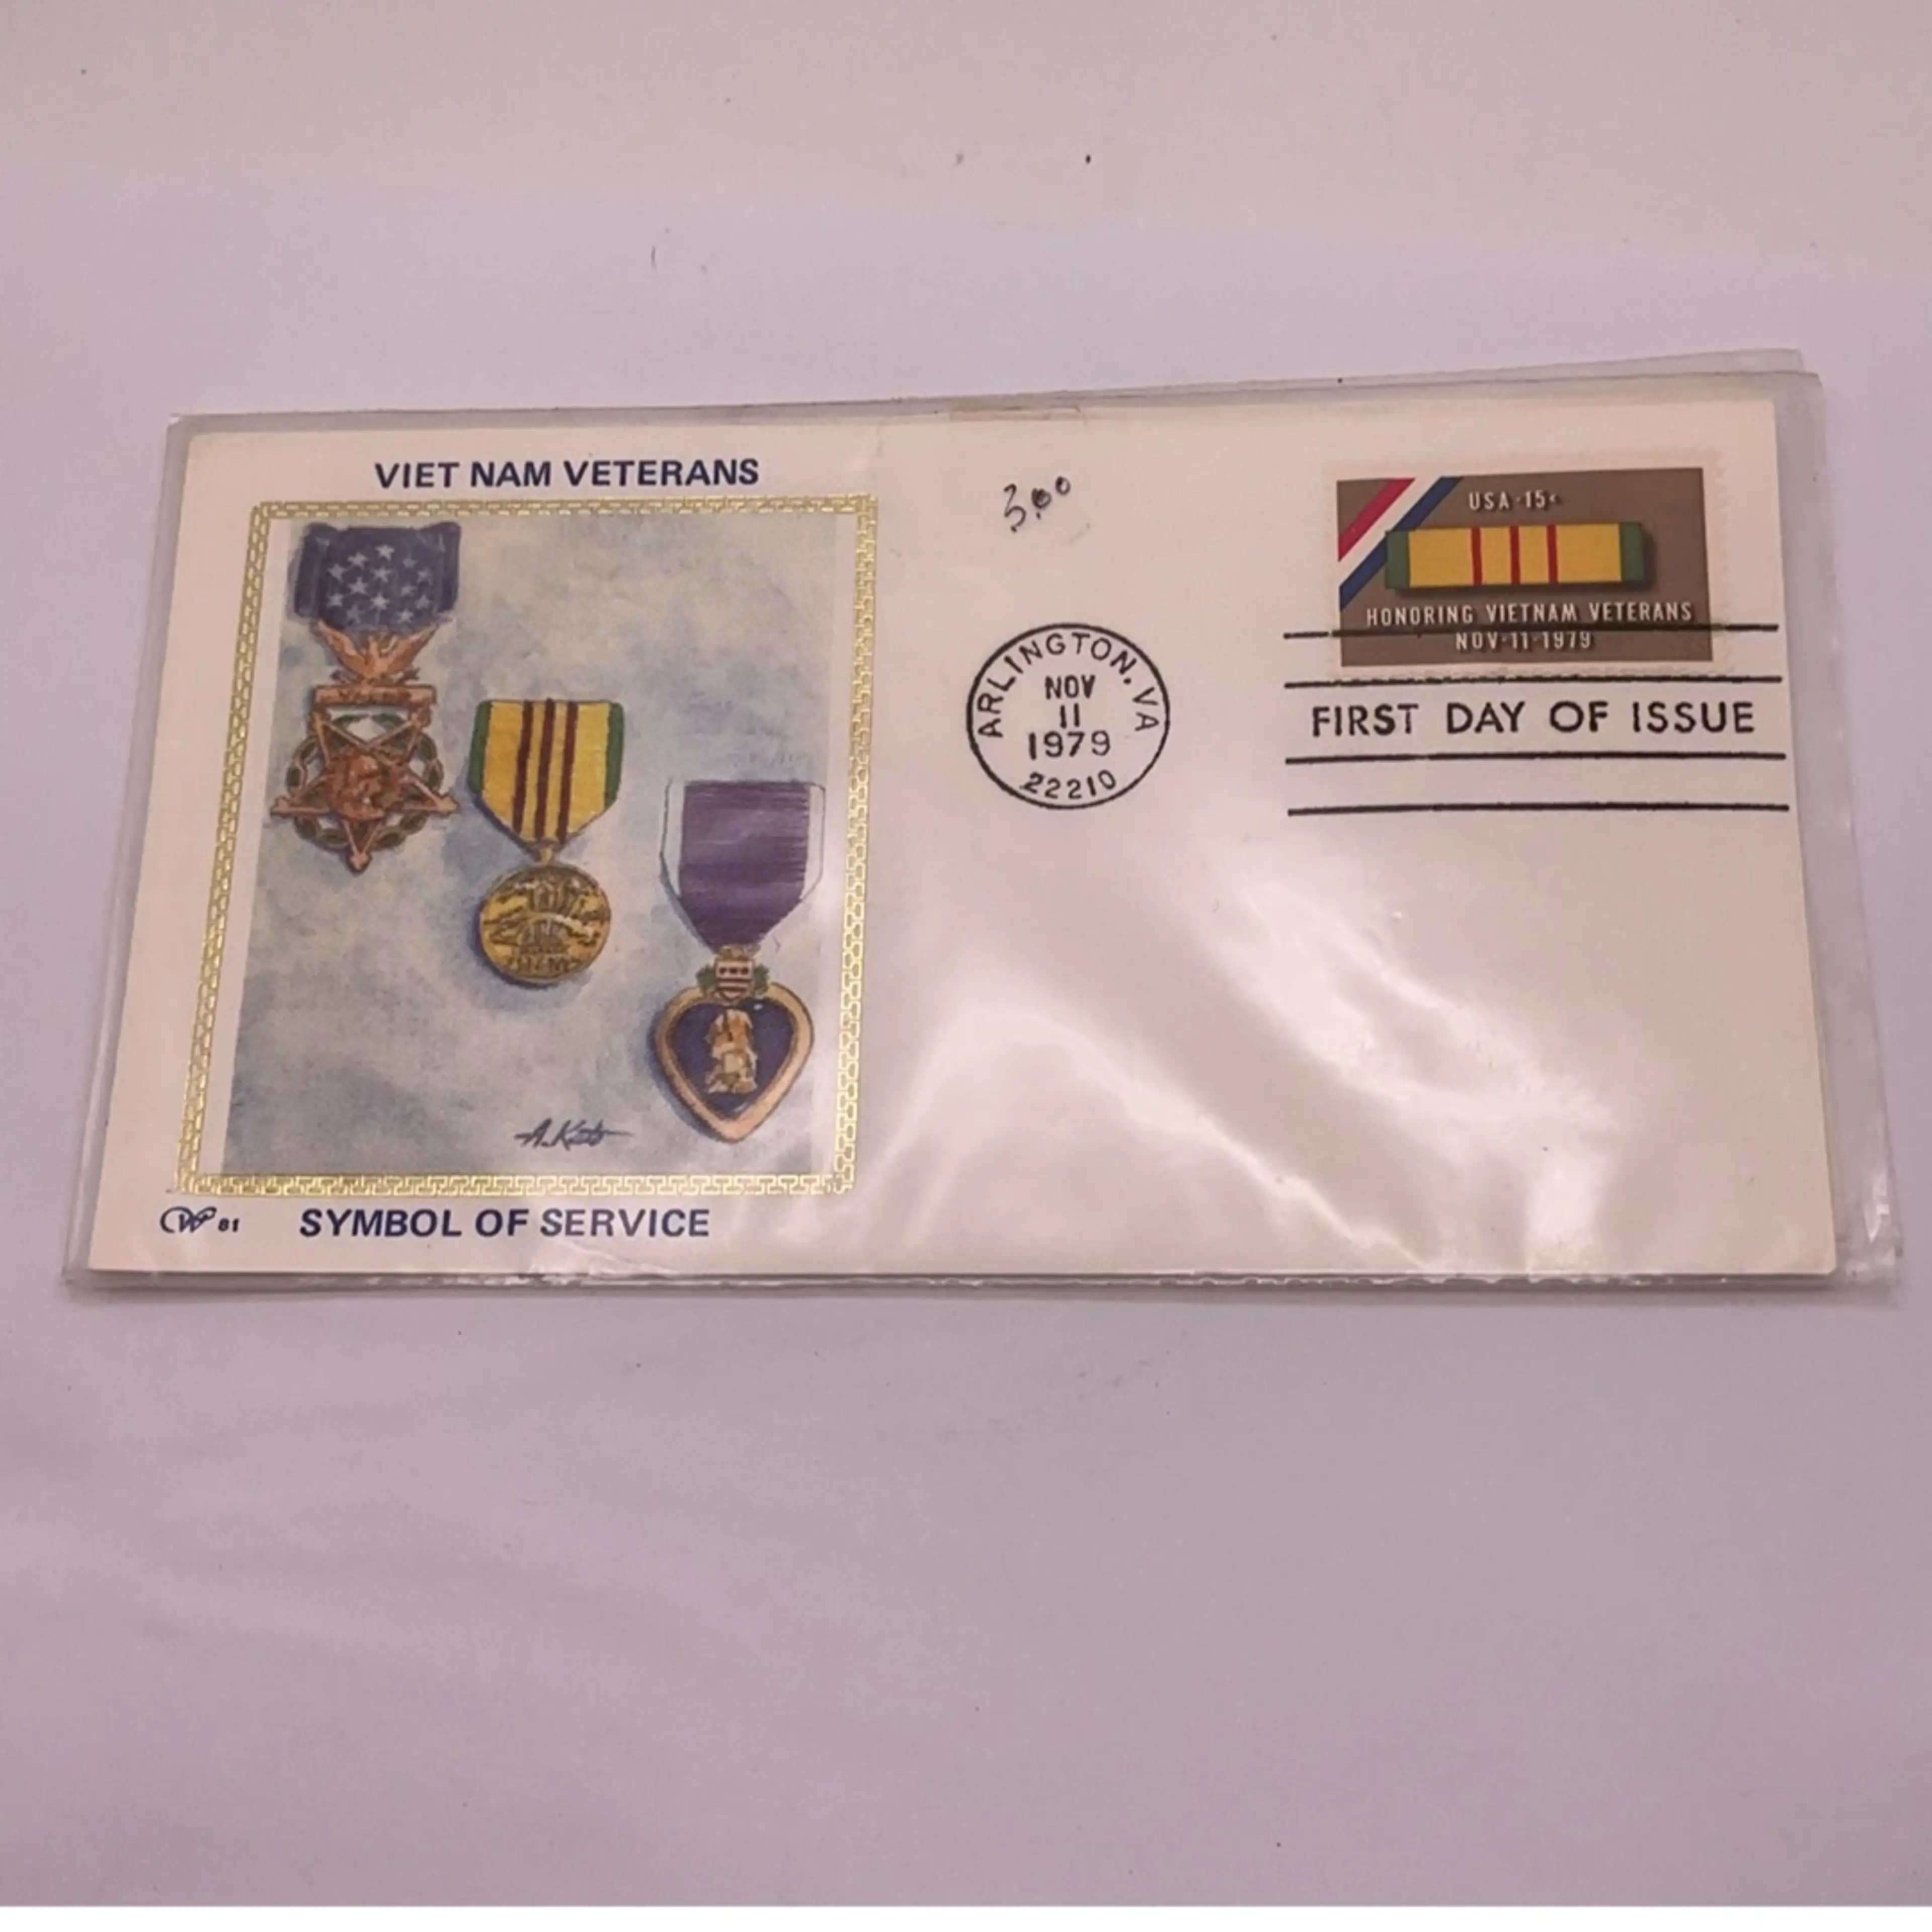 VIET NAM VETERANS
3.00
USA 15c
HONORING VIETNAM VETERANS
NOV 11 1979
ARLINGTON, VA
NOV
11
1979
22210
FIRST DAY OF ISSUE
81
SYMBOL OF SERVICE